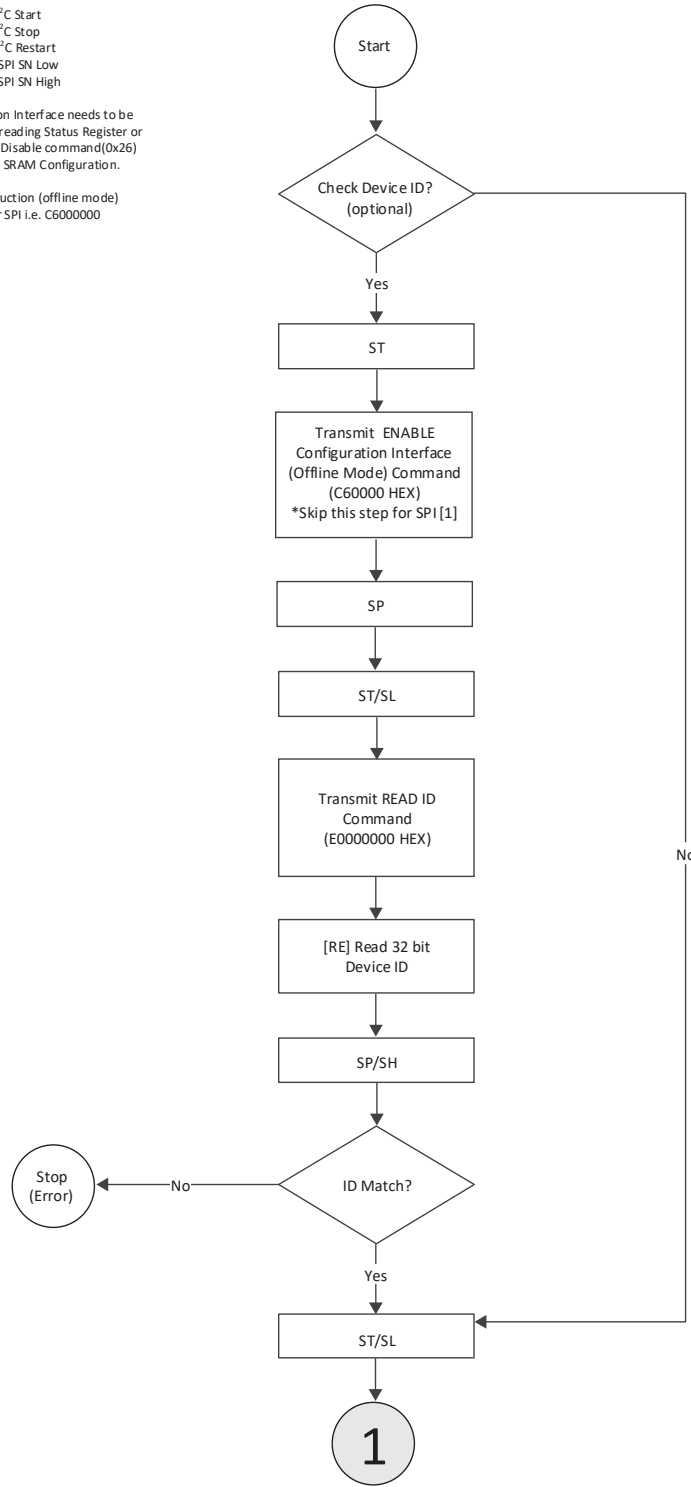 ²C Start
²C Stop
²C Restart
SPI SN Low
SPI SN High
on Interface needs to be
reading Status Register or
Disable command(0x26)
SRAM Configuration.
uction (offline mode)
SPI i.e. C6000000
Start
Check Device ID?
(optional)
Yes
ST
Transmit ENABLE
Configuration Interface
(Offline Mode) Command
(C60000 HEX)
*Skip this step for SPI [1]
SP
ST/SL
Transmit READ ID
Command
(E0000000 HEX)
No
[RE] Read 32 bit
Device ID
SP/SH
Stop
(Error)
No
ID Match?
Yes
ST/SL
1